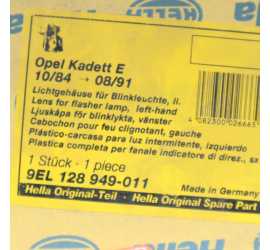 HELLA
Opel Kadett E
10/84 → 08/91
Lichtgehäuse für Blinkleuchte, li.
Lens for flasher lamp, left-hand
Ljuskåpa för blinklykta, vänster
Cabochon pour feu clignotant, gauche
Plástico-carcasa para luz intermitente, izquierdo
Plastica completa per fanale indicatore di direz., sx
4 082300 026665
1 Stück · 1 piece
9EL 128 949-011
Made in Germany
Hella Original-Teil · Hella Original Spare Part